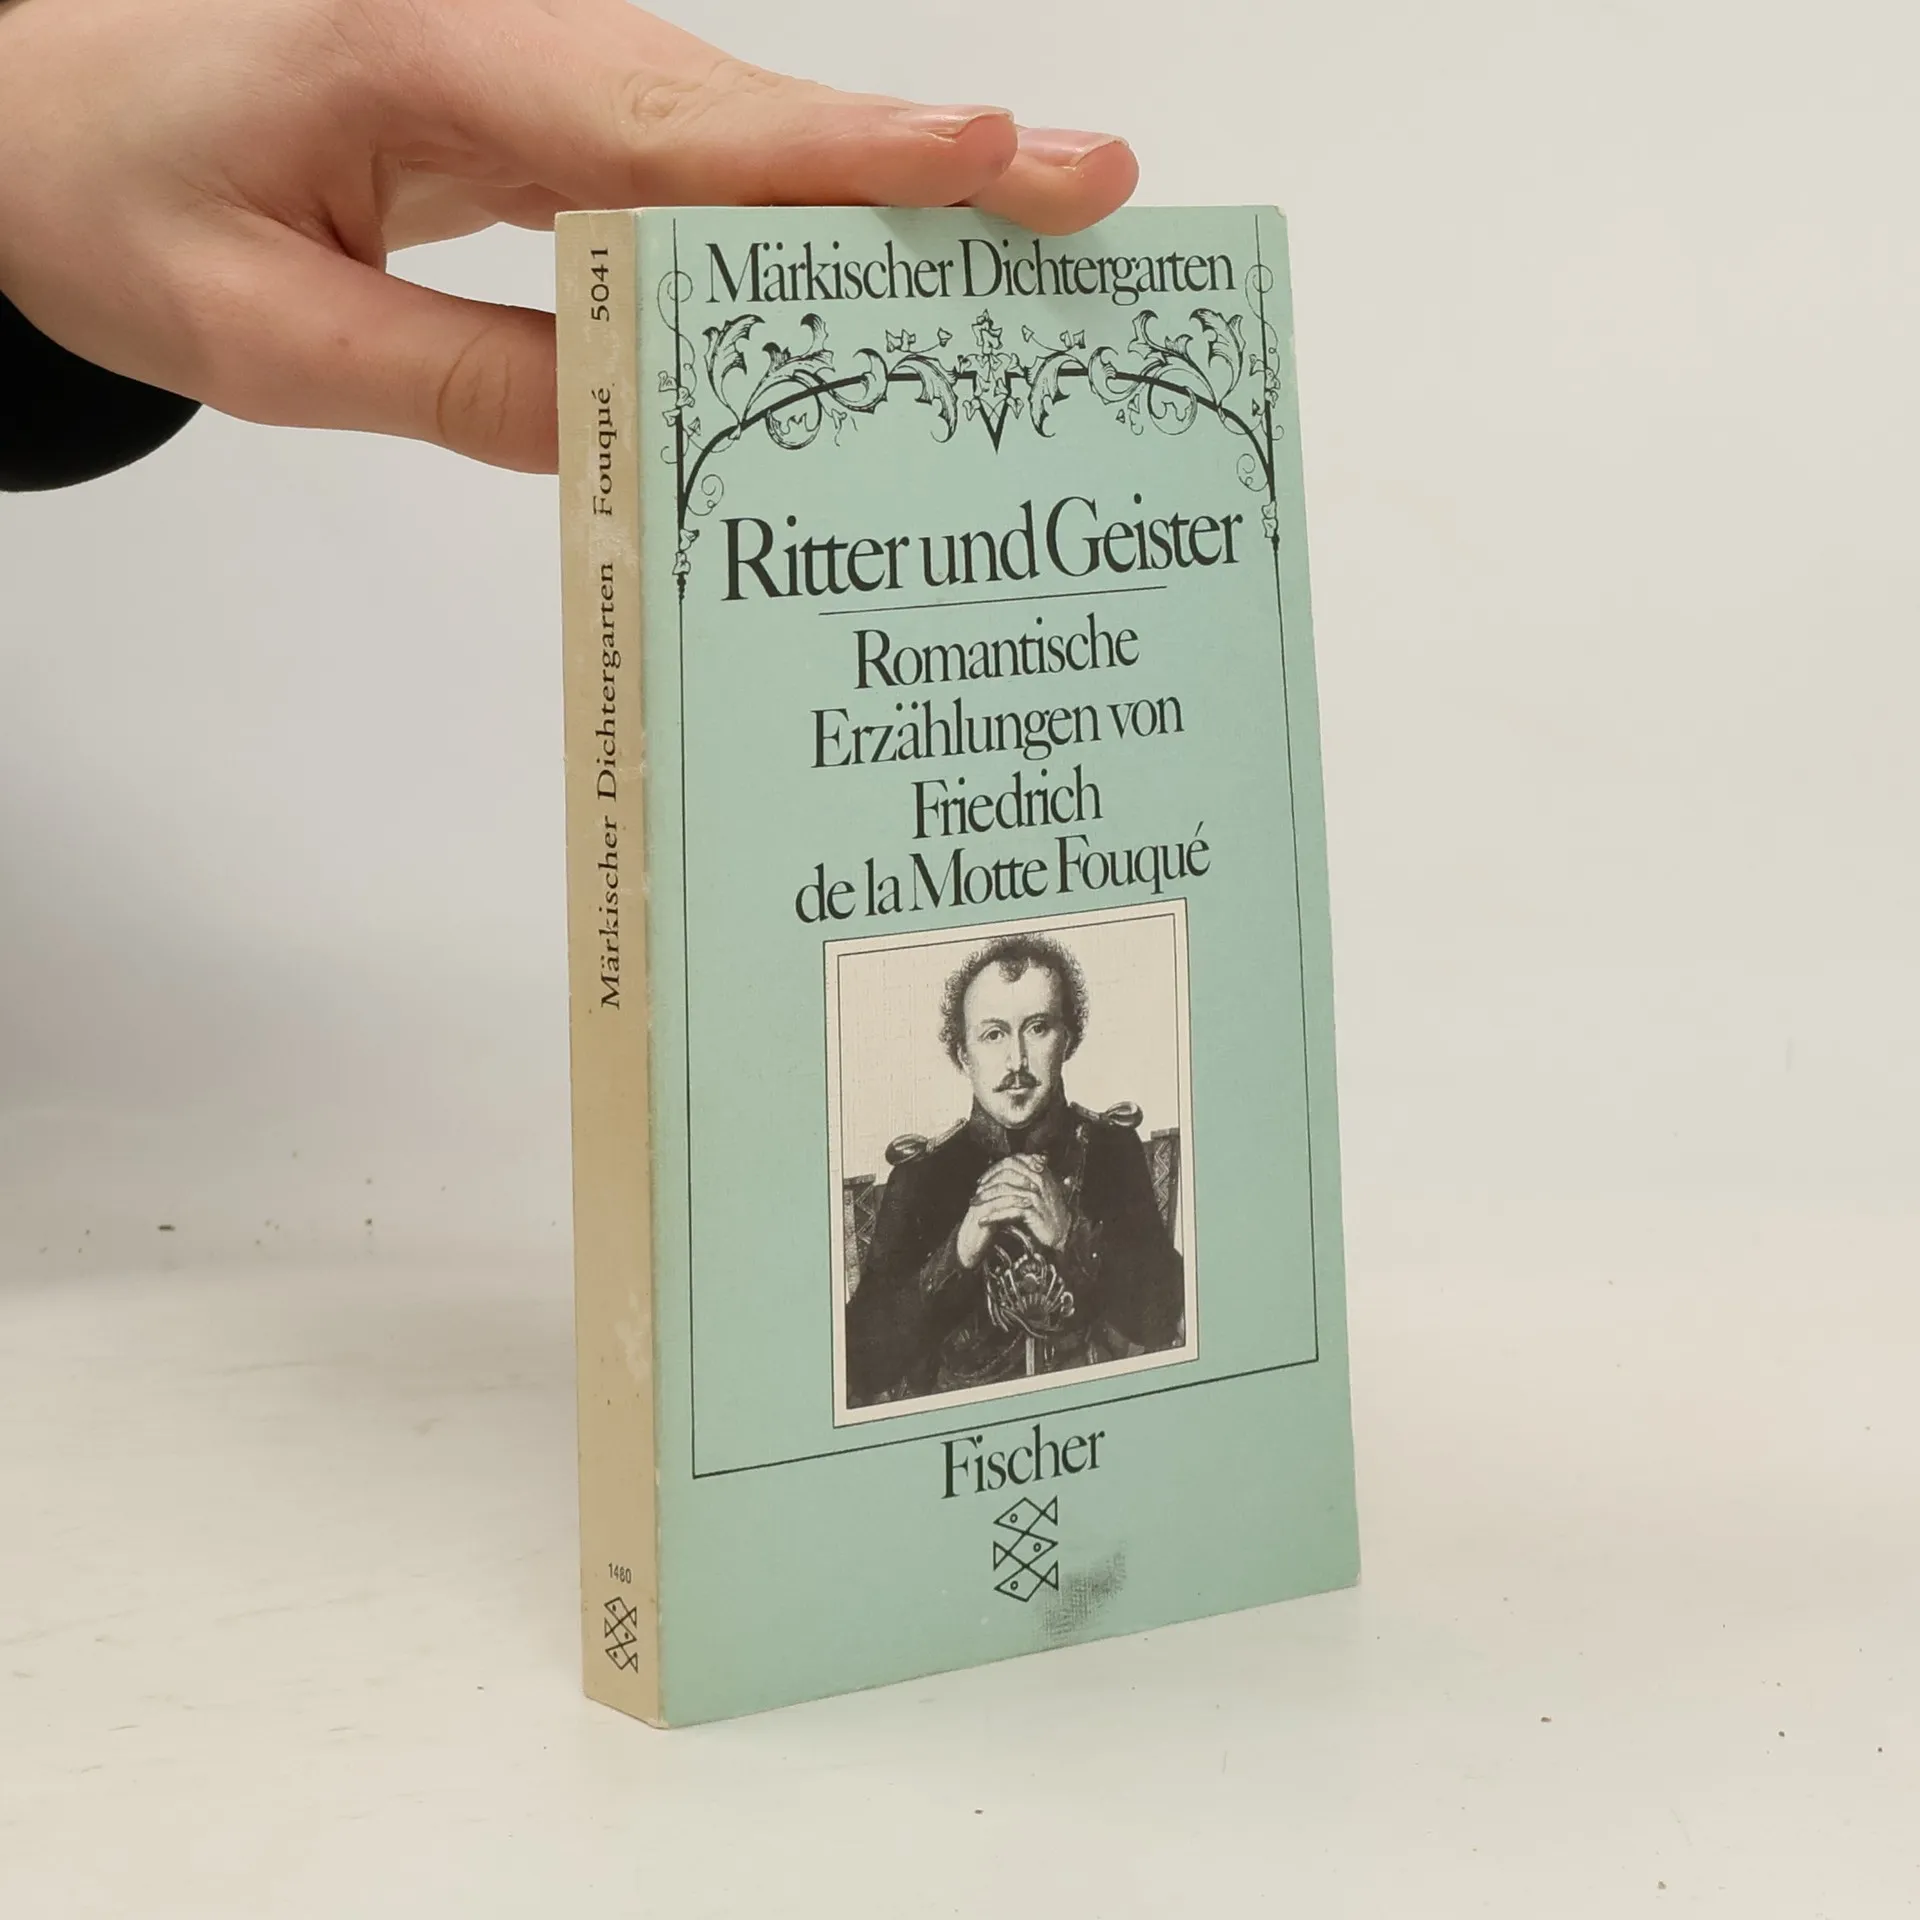 Märkischer Dichtergarten
Ritter und Geister
Romantische
Erzählungen von
Friedrich
de la Motte Fouqué
Fischer
Märkischer Dichtergarten Fouqué 5041
1480